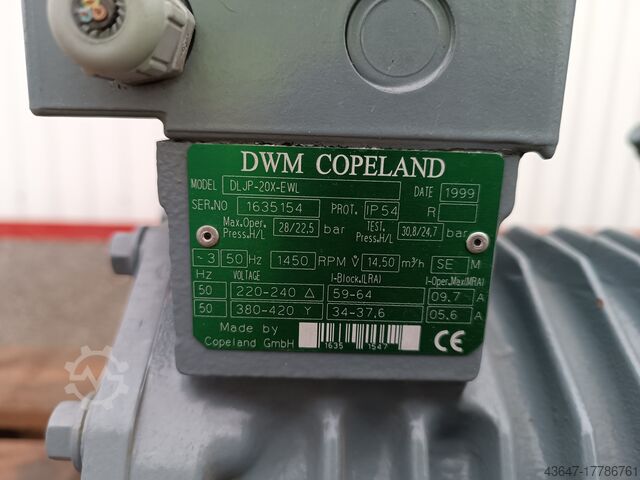 DWM COPELAND
MODEL DLJP-20X-EWL DATE 1999
SER.NO 1635154 PROT. IP54 R
Max.Oper. Press.H/L 28/22,5 bar TEST. Press.H/L 30,8/24,7 bar
~3 50 Hz 1450 RPM V̇ 14,50 m³/h SE M
Hz VOLTAGE I-Block.(LRA) I-Oper.Max(MRA)
50 220-240 △ 59-64 09.7 A
50 380-420 Y 34-37,6 05.6 A
Made by
Copeland GmbH 1635 1547 CE
43647-17786761